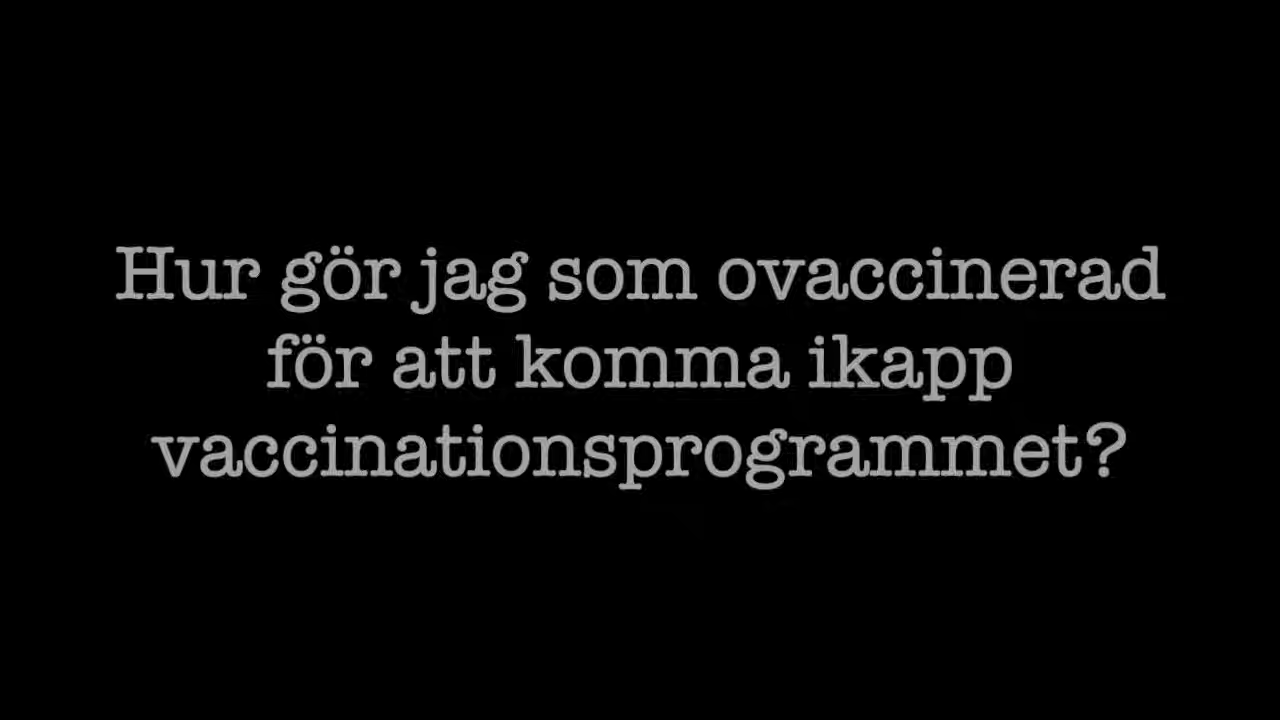 Hur gör jag som ovaccinerad
för att komma ikapp
vaccinationsprogrammet?